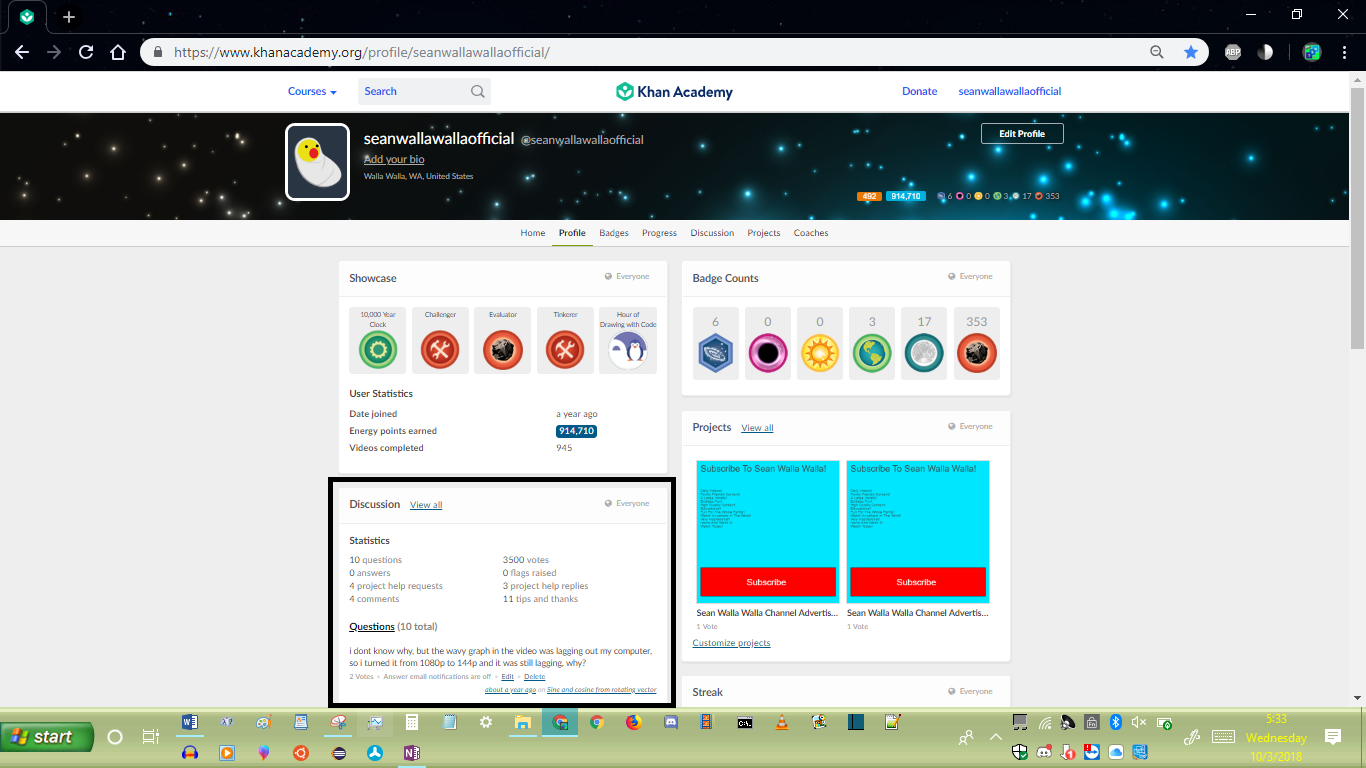 https://www.khanacademy.org/profile/seanwallawallaofficial/
ABP
Courses
Search
Khan Academy
Donate
seanwallawallaofficial
seanwallawallaofficial @seanwallawallaofficial
Add your bio
Walla Walla, WA, United States
Edit Profile
492 914,710 6 0 0 3 17 353
Home Profile Badges Progress Discussion Projects Coaches
Showcase
Everyone
10,000 Year
Clock
Challenger
Evaluator
Tinkerer
Hour of
Drawing with Code
User Statistics
Date joined a year ago
Energy points earned 914,710
Videos completed 945
Badge Counts
Everyone
6 0 0 3 17 353
Projects View all
Everyone
Subscribe To Sean Walla Walla!
Subscribe
Subscribe To Sean Walla Walla!
Subscribe
Sean Walla Walla Channel Advertis...
1 Vote
Sean Walla Walla Channel Advertis...
1 Vote
Customize projects
Streak
Everyone
Discussion View all
Everyone
Statistics
10 questions 3500 votes
0 answers 0 flags raised
4 project help requests 3 project help replies
4 comments 11 tips and thanks
Questions (10 total)
i dont know why, but the wavy graph in the video was lagging out my computer,
so i turned it from 1080p to 144p and it was still lagging, why?
2 Votes • Answer email notifications are off • Edit • Delete
about a year ago on Sine and cosine from rotating vector
start
5:33
Wednesday
10/3/2018